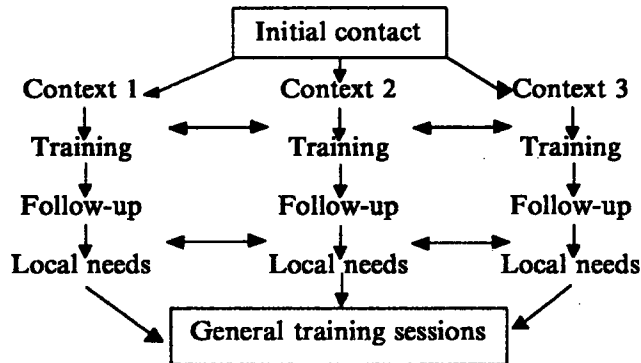 Initial contact
Context 1 Context 2 Context 3
Training Training Training
Follow-up Follow-up Follow-up
Local needs Local needs Local needs
General training sessions